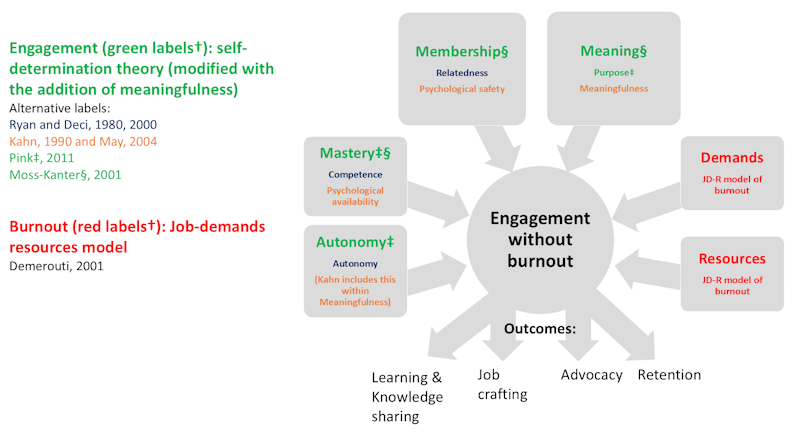 Engagement (green labels†): self-
determination theory (modified with
the addition of meaningfulness)
Alternative labels:
Ryan and Deci, 1980, 2000
Kahn, 1990 and May, 2004
Pink‡, 2011
Moss-Kanter§, 2001
Burnout (red labels†): Job-demands
resources model
Demerouti, 2001
Membership§
Relatedness
Psychological safety
Meaning§
Purpose‡
Meaningfulness
Mastery‡§
Competence
Psychological
availability
Autonomy‡
Autonomy
(Kahn includes this
within
Meaningfulness)
Engagement
without
burnout
Demands
JD-R model of
burnout
Resources
JD-R model of
burnout
Outcomes:
Learning &
Knowledge
sharing
Job
crafting
Advocacy
Retention